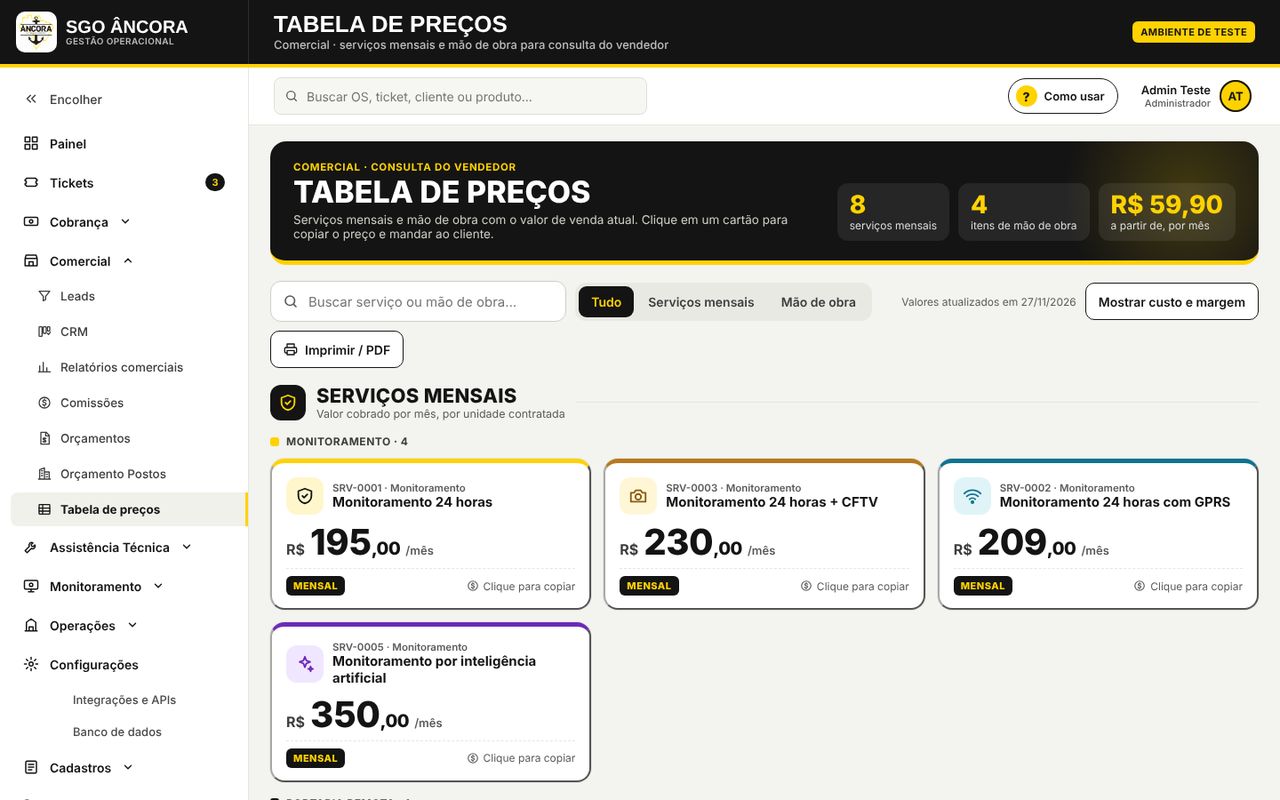 ÂNCORA
SGO ÂNCORA
GESTÃO OPERACIONAL
TABELA DE PREÇOS
Comercial · serviços mensais e mão de obra para consulta do vendedor
AMBIENTE DE TESTE
Encolher
Painel
Tickets
3
Cobrança
Comercial
Leads
CRM
Relatórios comerciais
Comissões
Orçamentos
Orçamento Postos
Tabela de preços
Assistência Técnica
Monitoramento
Operações
Configurações
Integrações e APIs
Banco de dados
Cadastros
Buscar OS, ticket, cliente ou produto...
? Como usar
Admin Teste
Administrador
AT
COMERCIAL · CONSULTA DO VENDEDOR
TABELA DE PREÇOS
Serviços mensais e mão de obra com o valor de venda atual. Clique em um cartão para
copiar o preço e mandar ao cliente.
8
serviços mensais
4
itens de mão de obra
R$ 59,90
a partir de, por mês
Buscar serviço ou mão de obra...
Tudo
Serviços mensais
Mão de obra
Valores atualizados em 27/11/2026
Mostrar custo e margem
Imprimir / PDF
SERVIÇOS MENSAIS
Valor cobrado por mês, por unidade contratada
MONITORAMENTO · 4
SRV-0001 · Monitoramento
Monitoramento 24 horas
R$ 195,00 /mês
MENSAL
Clique para copiar
SRV-0003 · Monitoramento
Monitoramento 24 horas + CFTV
R$ 230,00 /mês
MENSAL
Clique para copiar
SRV-0002 · Monitoramento
Monitoramento 24 horas com GPRS
R$ 209,00 /mês
MENSAL
Clique para copiar
SRV-0005 · Monitoramento
Monitoramento por inteligência
artificial
R$ 350,00 /mês
MENSAL
Clique para copiar